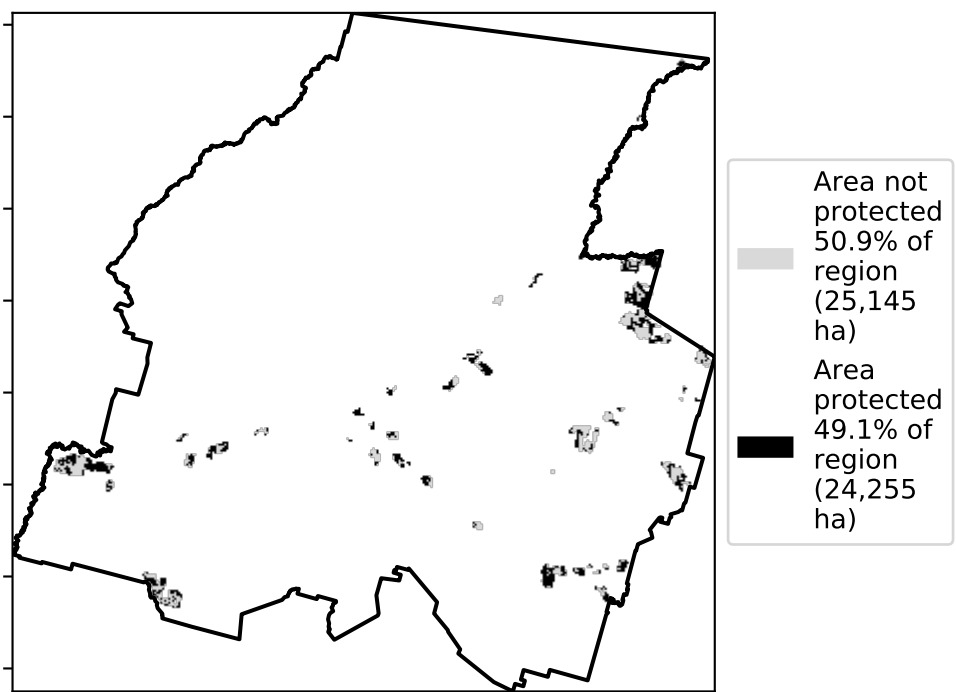 Area not
protected
50.9% of
region
(25,145
ha)
Area
protected
49.1% of
region
(24,255
ha)